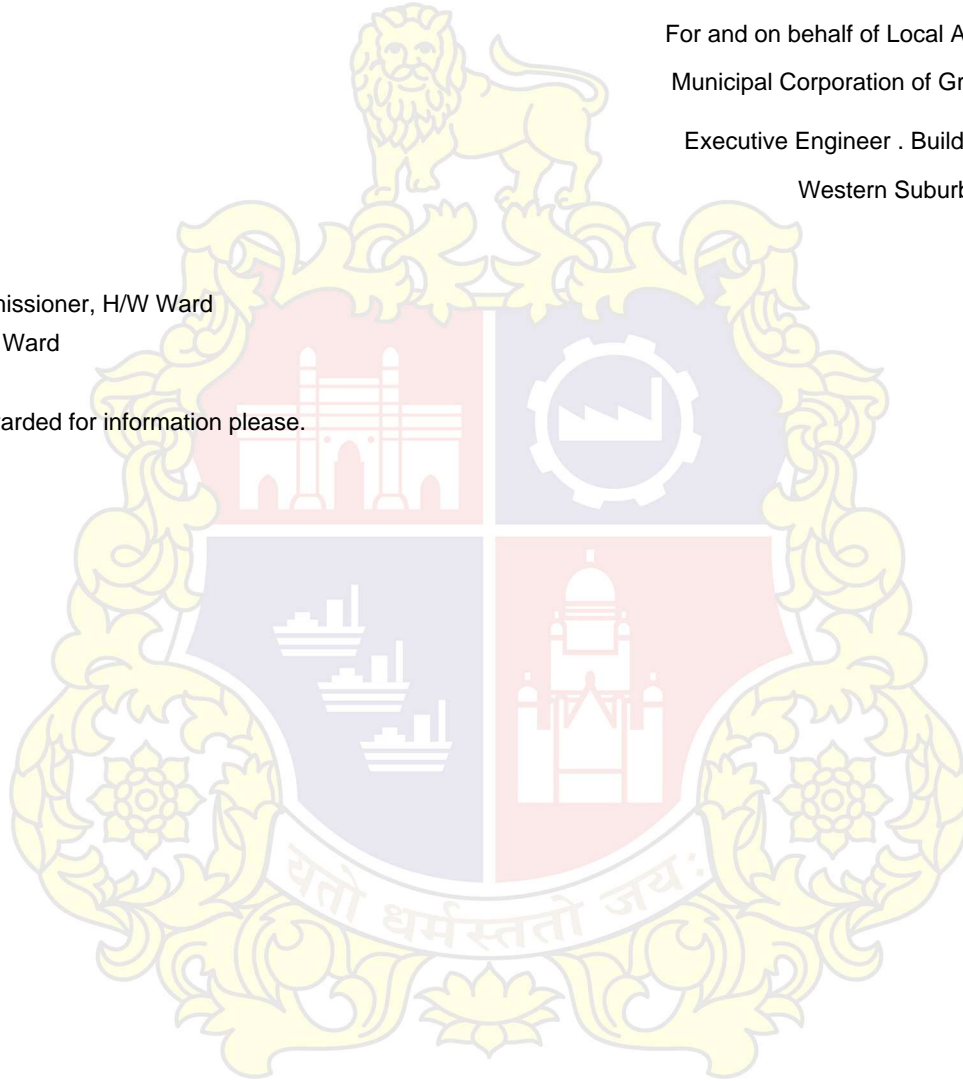 For and on behalf of Local A
Municipal Corporation of Gr
Executive Engineer . Build
Western Suburb
issioner, H/W Ward
Ward
arded for information please.
यतो धर्मस्ततो जय: